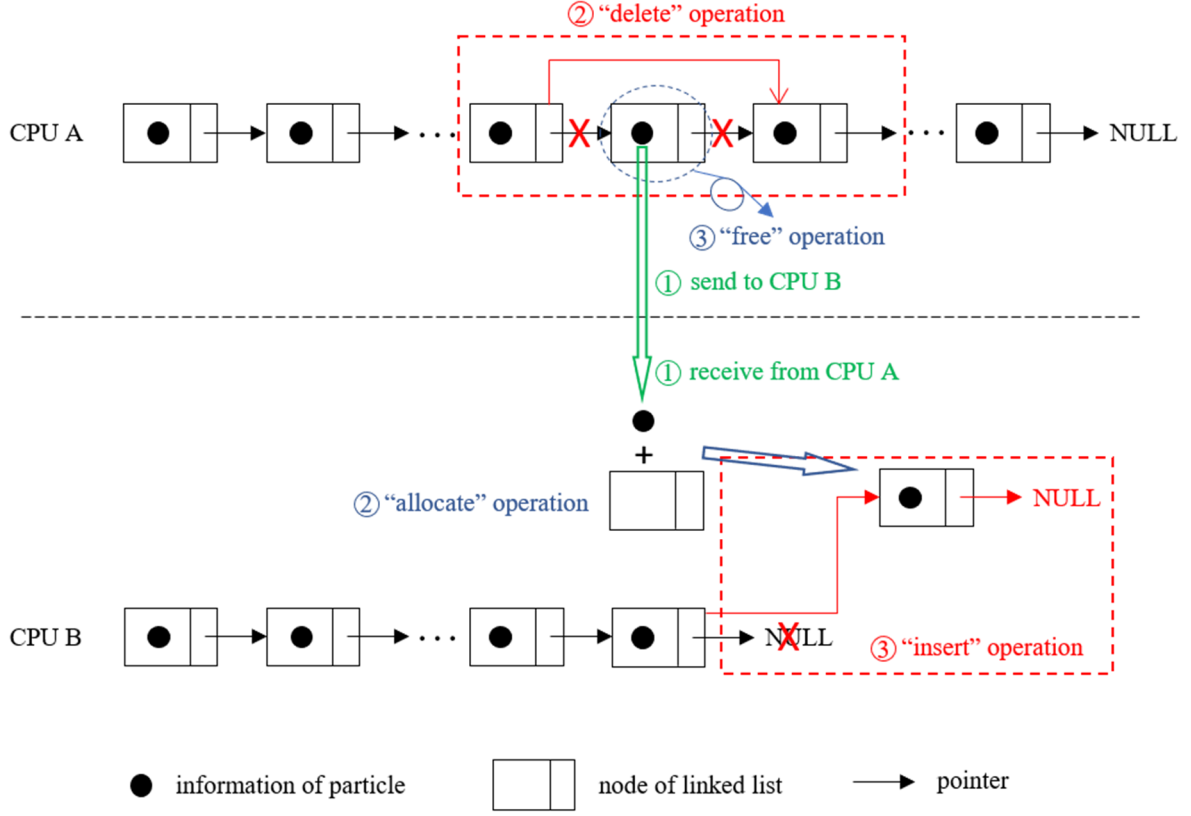 ② “delete” operation
CPU A
NULL
③ “free” operation
① send to CPU B
① receive from CPU A
+
② “allocate” operation
NULL
CPU B
NULL
③ “insert” operation
information of particle
node of linked list
pointer